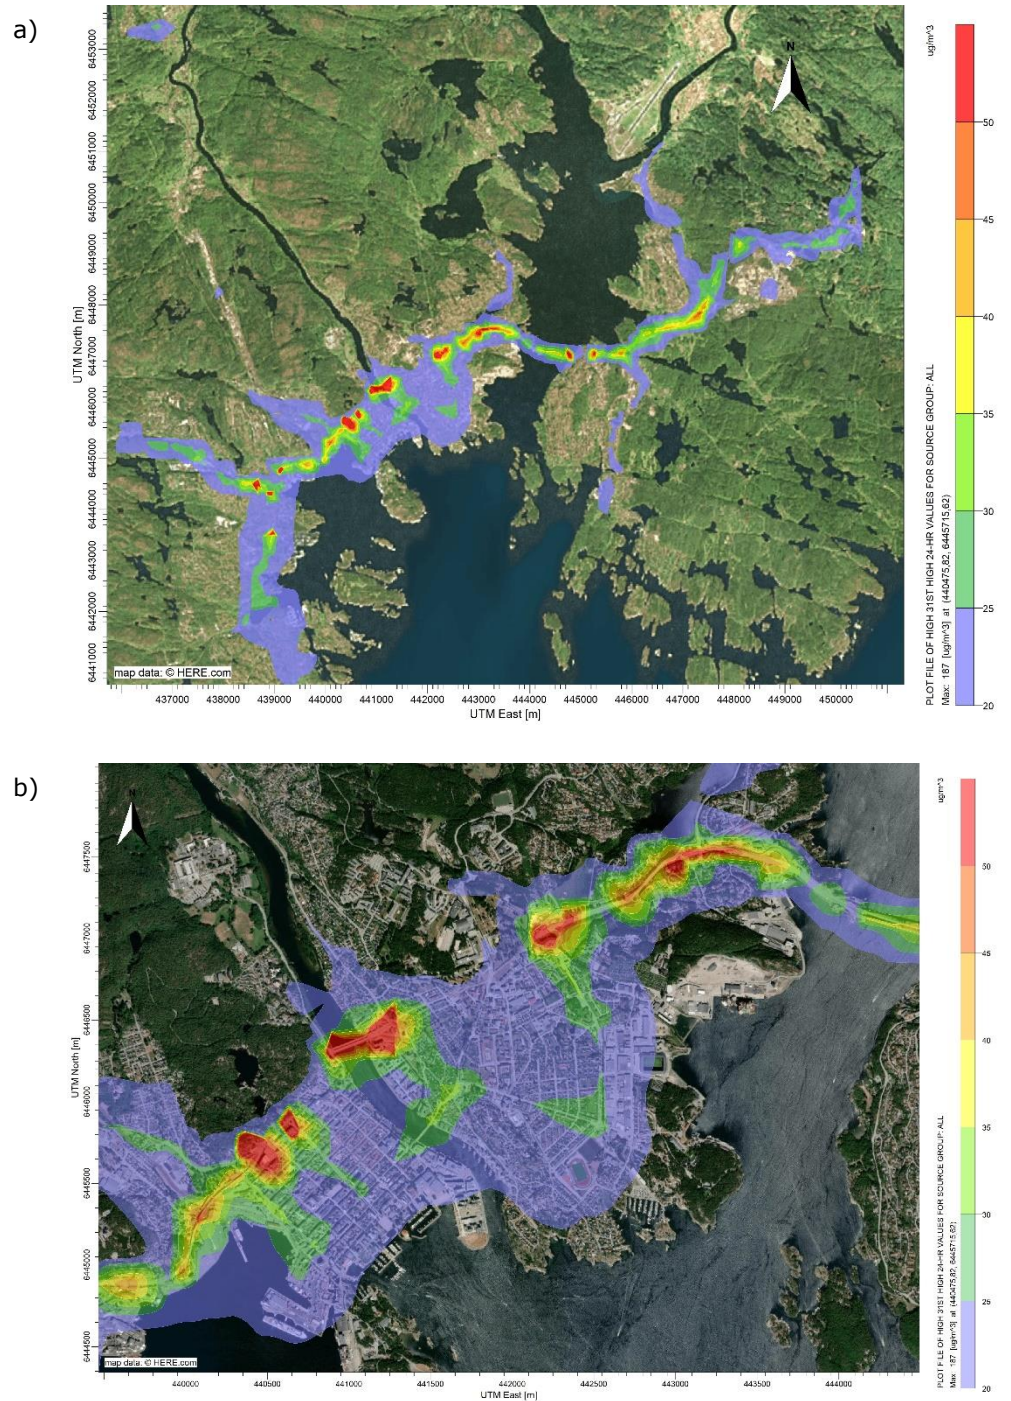 a)
N
UTM North [m]
6453000
6452000
6451000
6450000
6449000
6448000
6447000
6446000
6445000
6444000
6443000
6442000
6441000
map data: © HERE.com
437000 438000 439000 440000 441000 442000 443000 444000 445000 446000 447000 448000 449000 450000
UTM East [m]
ug/m^3
50
45
40
35
30
25
20
PLOT FILE OF HIGH 31ST HIGH 24-HR VALUES FOR SOURCE GROUP: ALL
Max: 187 [ug/m^3] at (440475,82, 6445715,62)
b)
N
UTM North [m]
6447500
6447000
6446500
6446000
6445500
6445000
6444500
map data: © HERE.com
440000 440500 441000 441500 442000 442500 443000 443500 444000
UTM East [m]
ug/m^3
50
45
40
35
30
25
20
PLOT FILE OF HIGH 31ST HIGH 24-HR VALUES FOR SOURCE GROUP: ALL
Max: 187 [ug/m^3] at (440475,82, 6445715,62)